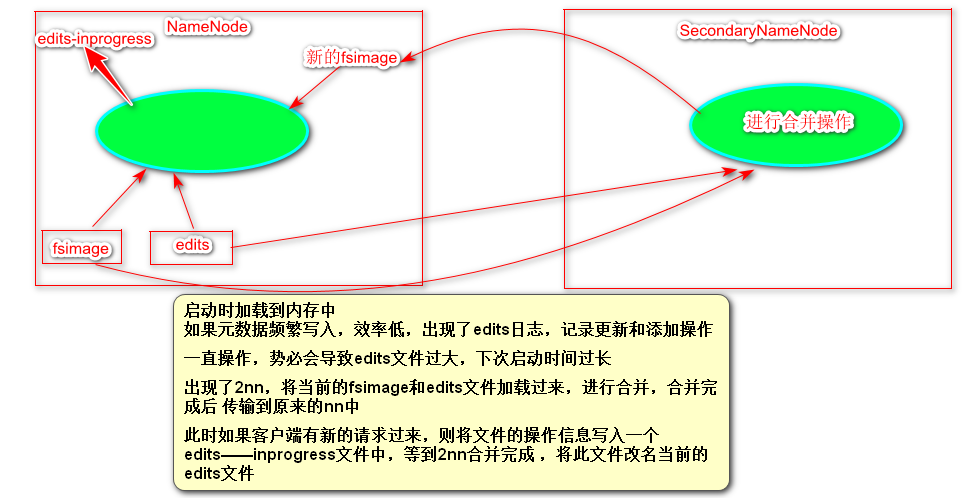 NameNode
SecondaryNameNode
edits-inprogress
新的fsimage
进行合并操作
fsimage
edits
启动时加载到内存中
如果元数据频繁写入，效率低，出现了edits日志，记录更新和添加操作
一直操作，势必会导致edits文件过大，下次启动时间过长
出现了2nn，将当前的fsimage和edits文件加载过来，进行合并，合并完
成后 传输到原来的nn中
此时如果客户端有新的请求过来，则将文件的操作信息写入一个
edits——inprogress文件中，等到2nn合并完成 ，将此文件改名当前的
edits文件